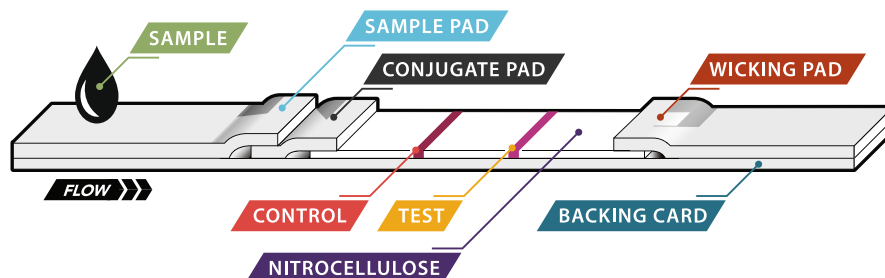 SAMPLE
SAMPLE PAD
CONJUGATE PAD
WICKING PAD
FLOW
CONTROL
TEST
BACKING CARD
NITROCELLULOSE